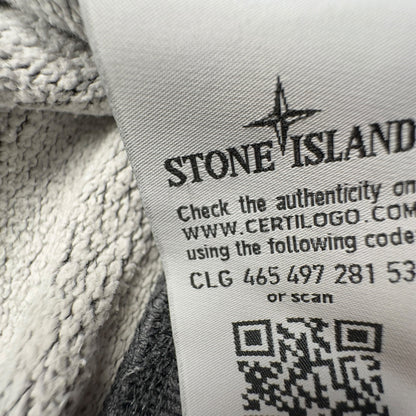 STONE ISLAND
Check the authenticity on
WWW.CERTILOGO.COM
using the following code
CLG 465 497 281 53
or scan